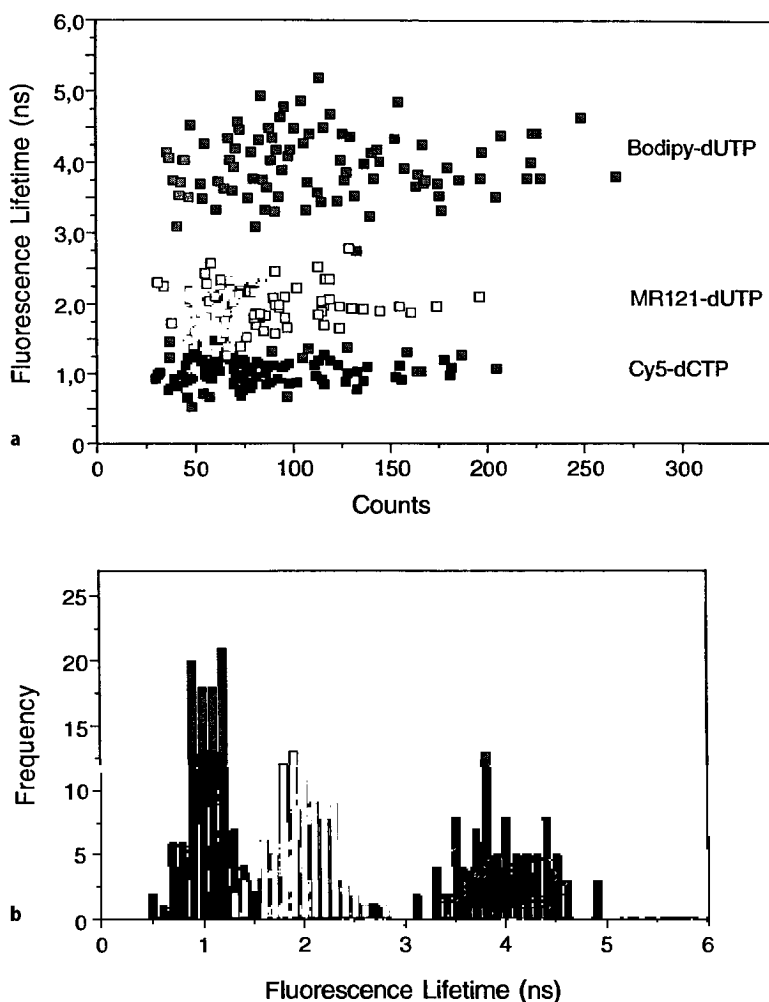 6,0
5,0
4,0
3,0
2,0
1,0
0
Fluorescence Lifetime (ns)
Bodipy-dUTP
MR121-dUTP
Cy5-dCTP
a
0 50 100 150 200 250 300
Counts
25
20
15
10
5
0
Frequency
b
0 1 2 3 4 5 6
Fluorescence Lifetime (ns)